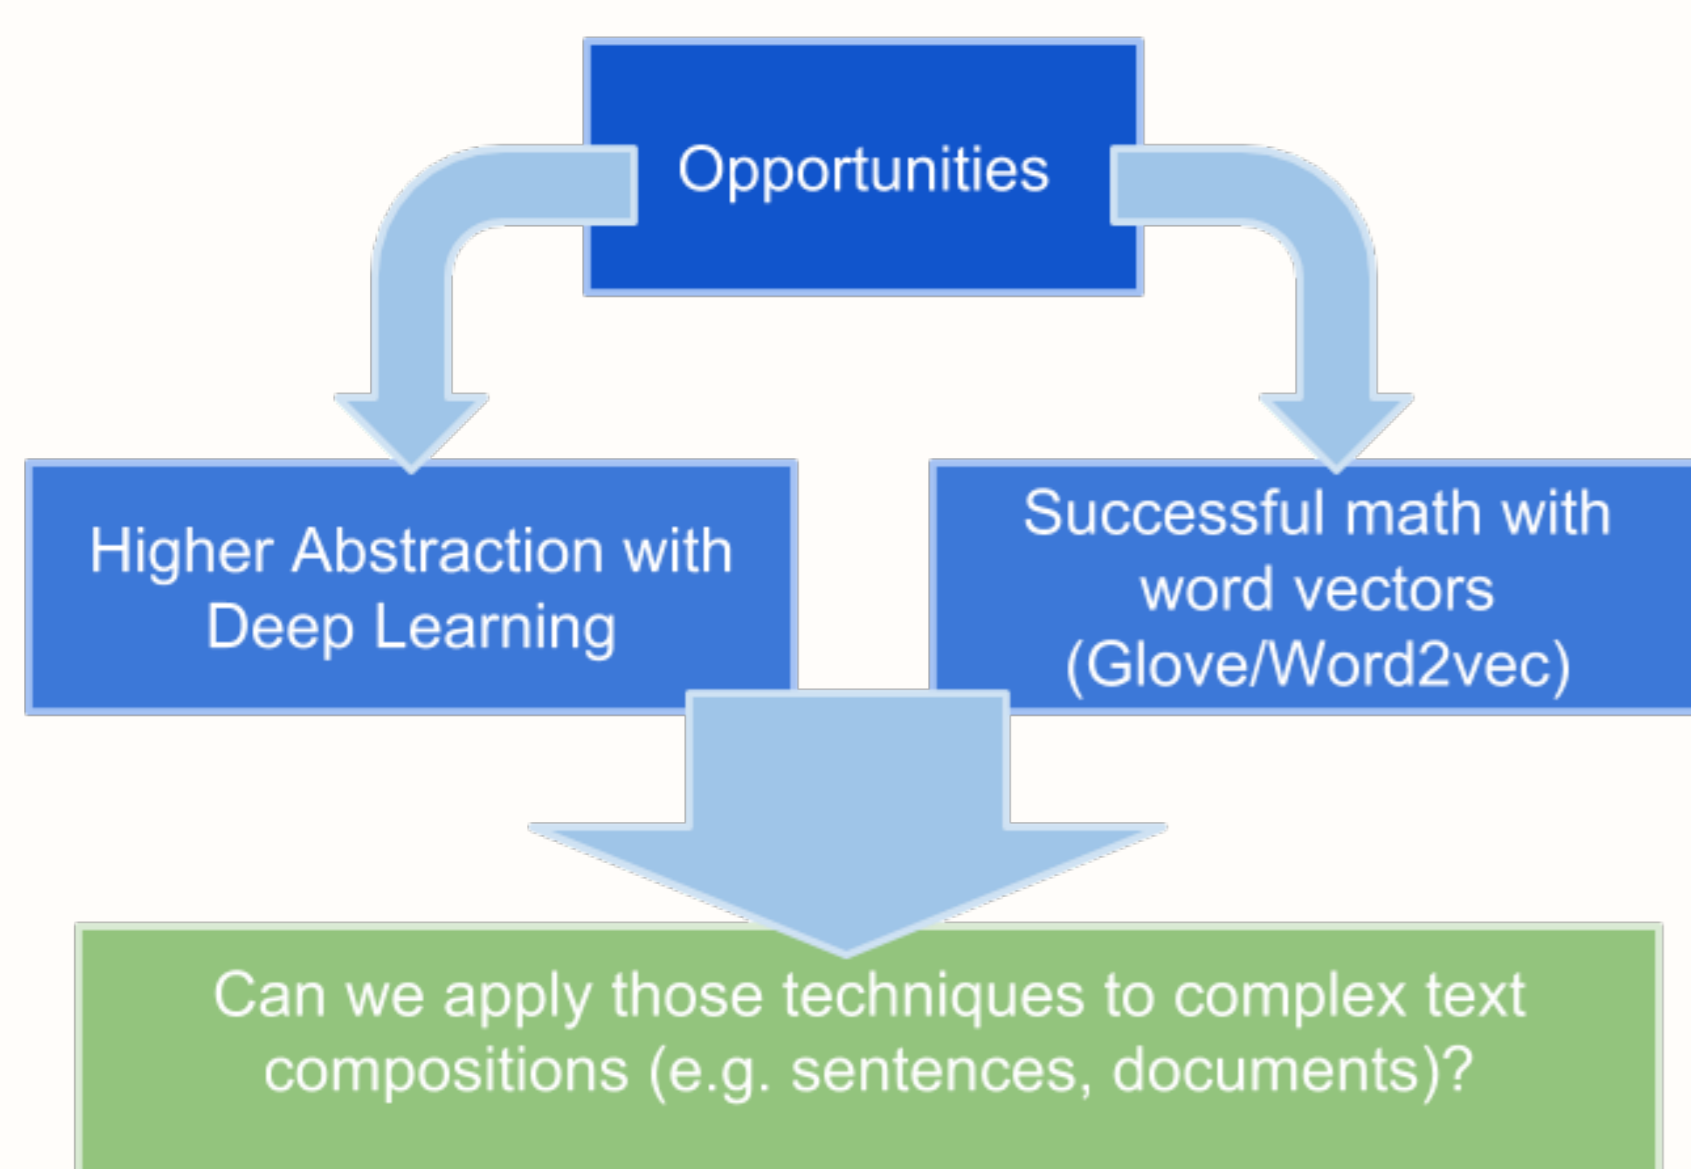 Opportunities
Higher Abstraction with
Deep Learning
Successful math with
word vectors
(Glove/Word2vec)
Can we apply those techniques to complex text
compositions (e.g. sentences, documents)?